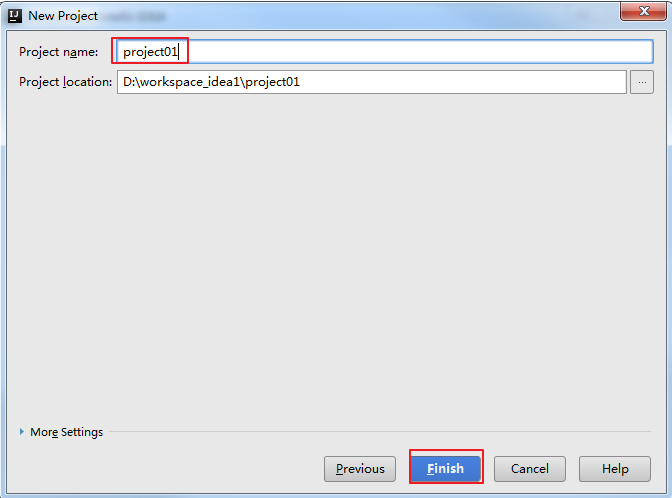 New Project
Project name: project01
Project location: D:\workspace_idea1\project01 ...
More Settings
Previous Finish Cancel Help